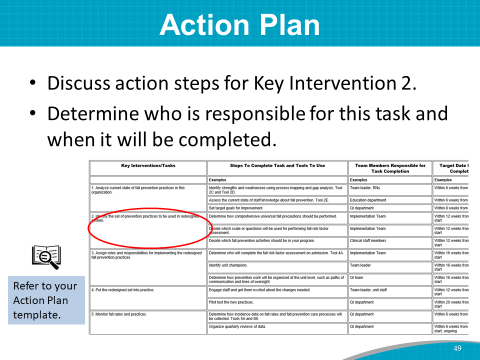 Action Plan
• Discuss action steps for Key Intervention 2.
• Determine who is responsible for this task and
when it will be completed.
Key Interventions/Tasks
Steps To Complete Task and Tools To Use
Team Members Responsible for
Task Completion
Target Date
Examples
Examples
Examples
1. Analyze current state of fall prevention practices in this
organization
Identify strengths and weaknesses using process mapping and gap analysis. Tool
2C and Tool 2D.
Team leader, RNs
Within 6 weeks from
Assess the current state of staff knowledge about fall prevention. Tool 2E.
Education department
Within 6 weeks from
Set target goals for improvement.
QI department
Within 6 weeks from
2. Identify the set of prevention practices to be used in redesigned
Determine how comprehensive universal fall precautions should be performed.
Implementation Team
Within 12 weeks from
start
Decide which scale or questions will be used for performing fall risk factor
assessment
Implementation Team
Within 12 weeks from
start
Decide which fall prevention activities should be in your program
Clinical staff members
Within 12 weeks from
start
3. Assign roles and responsibilities for implementing the redesigned
fall prevention practices
Determine who will complete the fall risk factor assessment on admission. Tool 4A.
Implementation Team
Within 16 weeks from
start
Identify unit champions.
Team leader
Within 16 weeks from
start
Determine how prevention work will be organized at the unit level, such as paths of
communication and lines of oversight
QI team
Within 16 weeks from
start
4. Put the redesigned set into practice
Engage staff and get them excited about the changes needed.
Team leader, unit staff
Within 12 weeks from
start
Pilot test the new practices.
QI department
Within 20 weeks from
start
5. Monitor fall rates and practices.
Determine how incidence data on fall rates and fall prevention care processes will
be collected. Tools 5A and 5B
QI department
Within 6 weeks from
start
Organize quarterly reviews of data
QI department
Within 6 weeks from
start, ongoing
Refer to your
Action Plan
template.
49